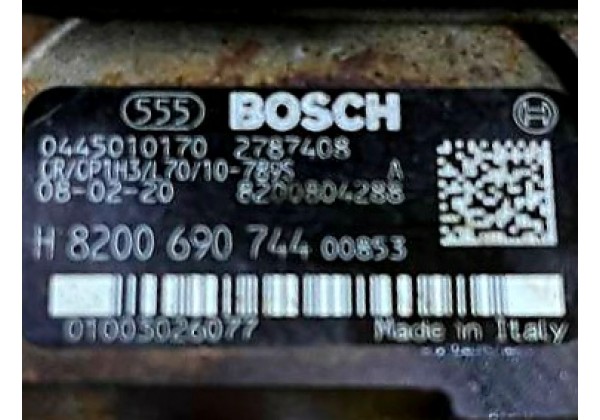 555 BOSCH
0445010170 2787408
CR/CP1H3/L70/10-789S A
08-02-20 8200804288
H 8200 690 744 00853
01003026077 Made in Italy